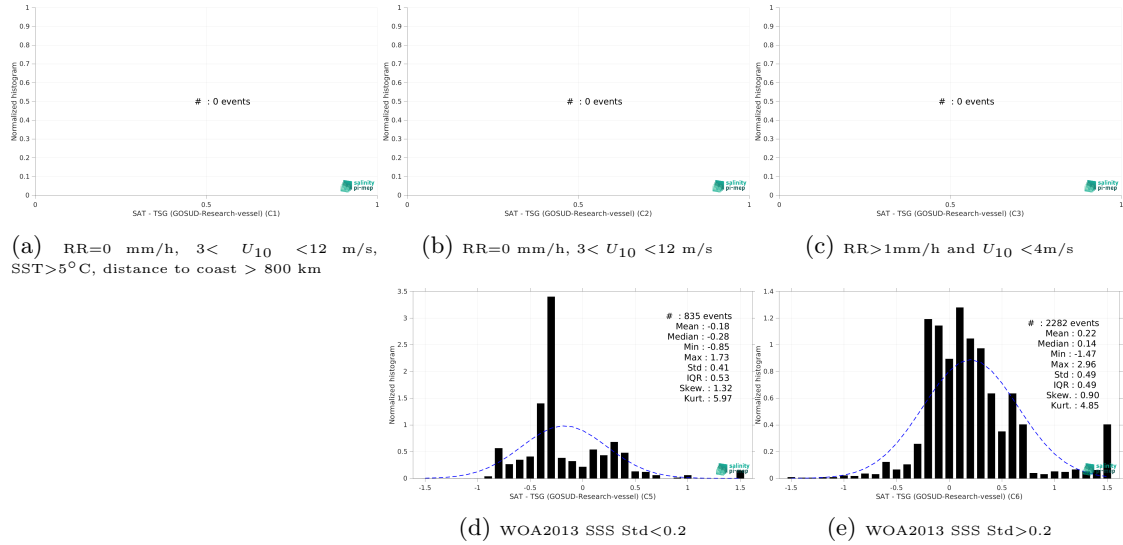 1
0.9
0.8
0.7
0.6
0.5
0.4
0.3
0.2
0.1
0
Normalized histogram
# : 0 events
0 0.5 1
SAT - TSG (GOSUD-Research-vessel) (C1)
salinity
pi-mep
(a) RR=0 mm/h, 3< U10 <12 m/s,
SST>5°C, distance to coast > 800 km
1
0.9
0.8
0.7
0.6
0.5
0.4
0.3
0.2
0.1
0
Normalized histogram
# : 0 events
0 0.5 1
SAT - TSG (GOSUD-Research-vessel) (C2)
salinity
pi-mep
(b) RR=0 mm/h, 3< U10 <12 m/s
1
0.9
0.8
0.7
0.6
0.5
0.4
0.3
0.2
0.1
0
Normalized histogram
# : 0 events
0 0.5 1
SAT - TSG (GOSUD-Research-vessel) (C3)
salinity
pi-mep
(c) RR>1mm/h and U10 <4m/s
3.5
3
2.5
2
1.5
1
0.5
0
Normalized histogram
# : 835 events
Mean : -0.18
Median : -0.28
Min : -0.85
Max : 1.73
Std : 0.41
IQR : 0.53
Skew. : 1.32
Kurt. : 5.97
-1.5 -1 -0.5 0 0.5 1 1.5
SAT - TSG (GOSUD-Research-vessel) (C5)
salinity
pi-mep
(d) WOA2013 SSS Std<0.2
1.4
1.2
1
0.8
0.6
0.4
0.2
0
Normalized histogram
# : 2282 events
Mean : 0.22
Median : 0.14
Min : -1.47
Max : 2.96
Std : 0.49
IQR : 0.49
Skew. : 0.90
Kurt. : 4.85
-1.5 -1 -0.5 0 0.5 1 1.5
SAT - TSG (GOSUD-Research-vessel) (C6)
salinity
pi-mep
(e) WOA2013 SSS Std>0.2